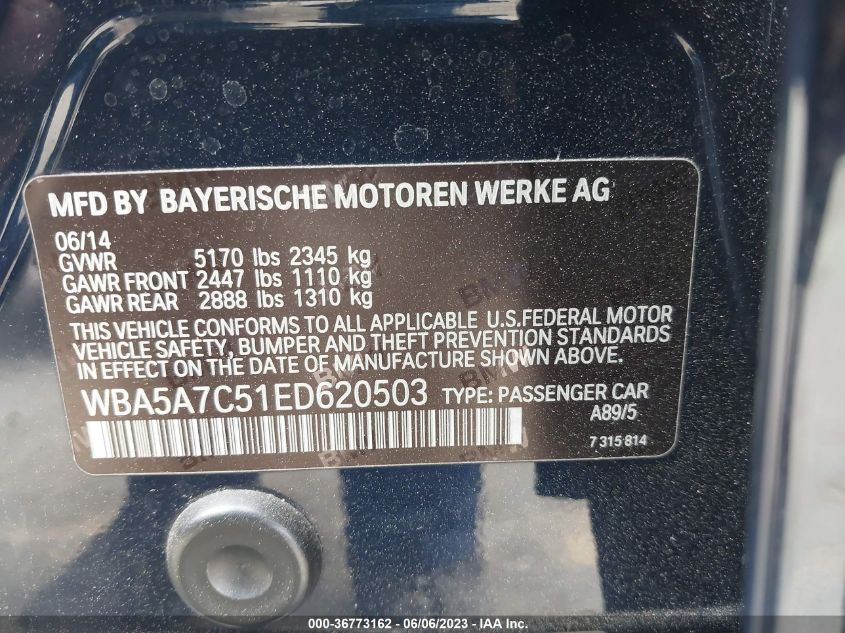 MFD BY BAYERISCHE MOTOREN WERKE AG
06/14
GVWR 5170 lbs 2345 kg
GAWR FRONT 2447 lbs 1110 kg
GAWR REAR 2888 lbs 1310 kg
THIS VEHICLE CONFORMS TO ALL APPLICABLE U.S.FEDERAL MOTOR
VEHICLE SAFETY, BUMPER AND THEFT PREVENTION STANDARDS
IN EFFECT ON THE DATE OF MANUFACTURE SHOWN ABOVE.
WBA5A7C51ED620503 TYPE: PASSENGER CAR
A89/5
7 315 814
000-36773162 - 06/06/2023 - IAA Inc.